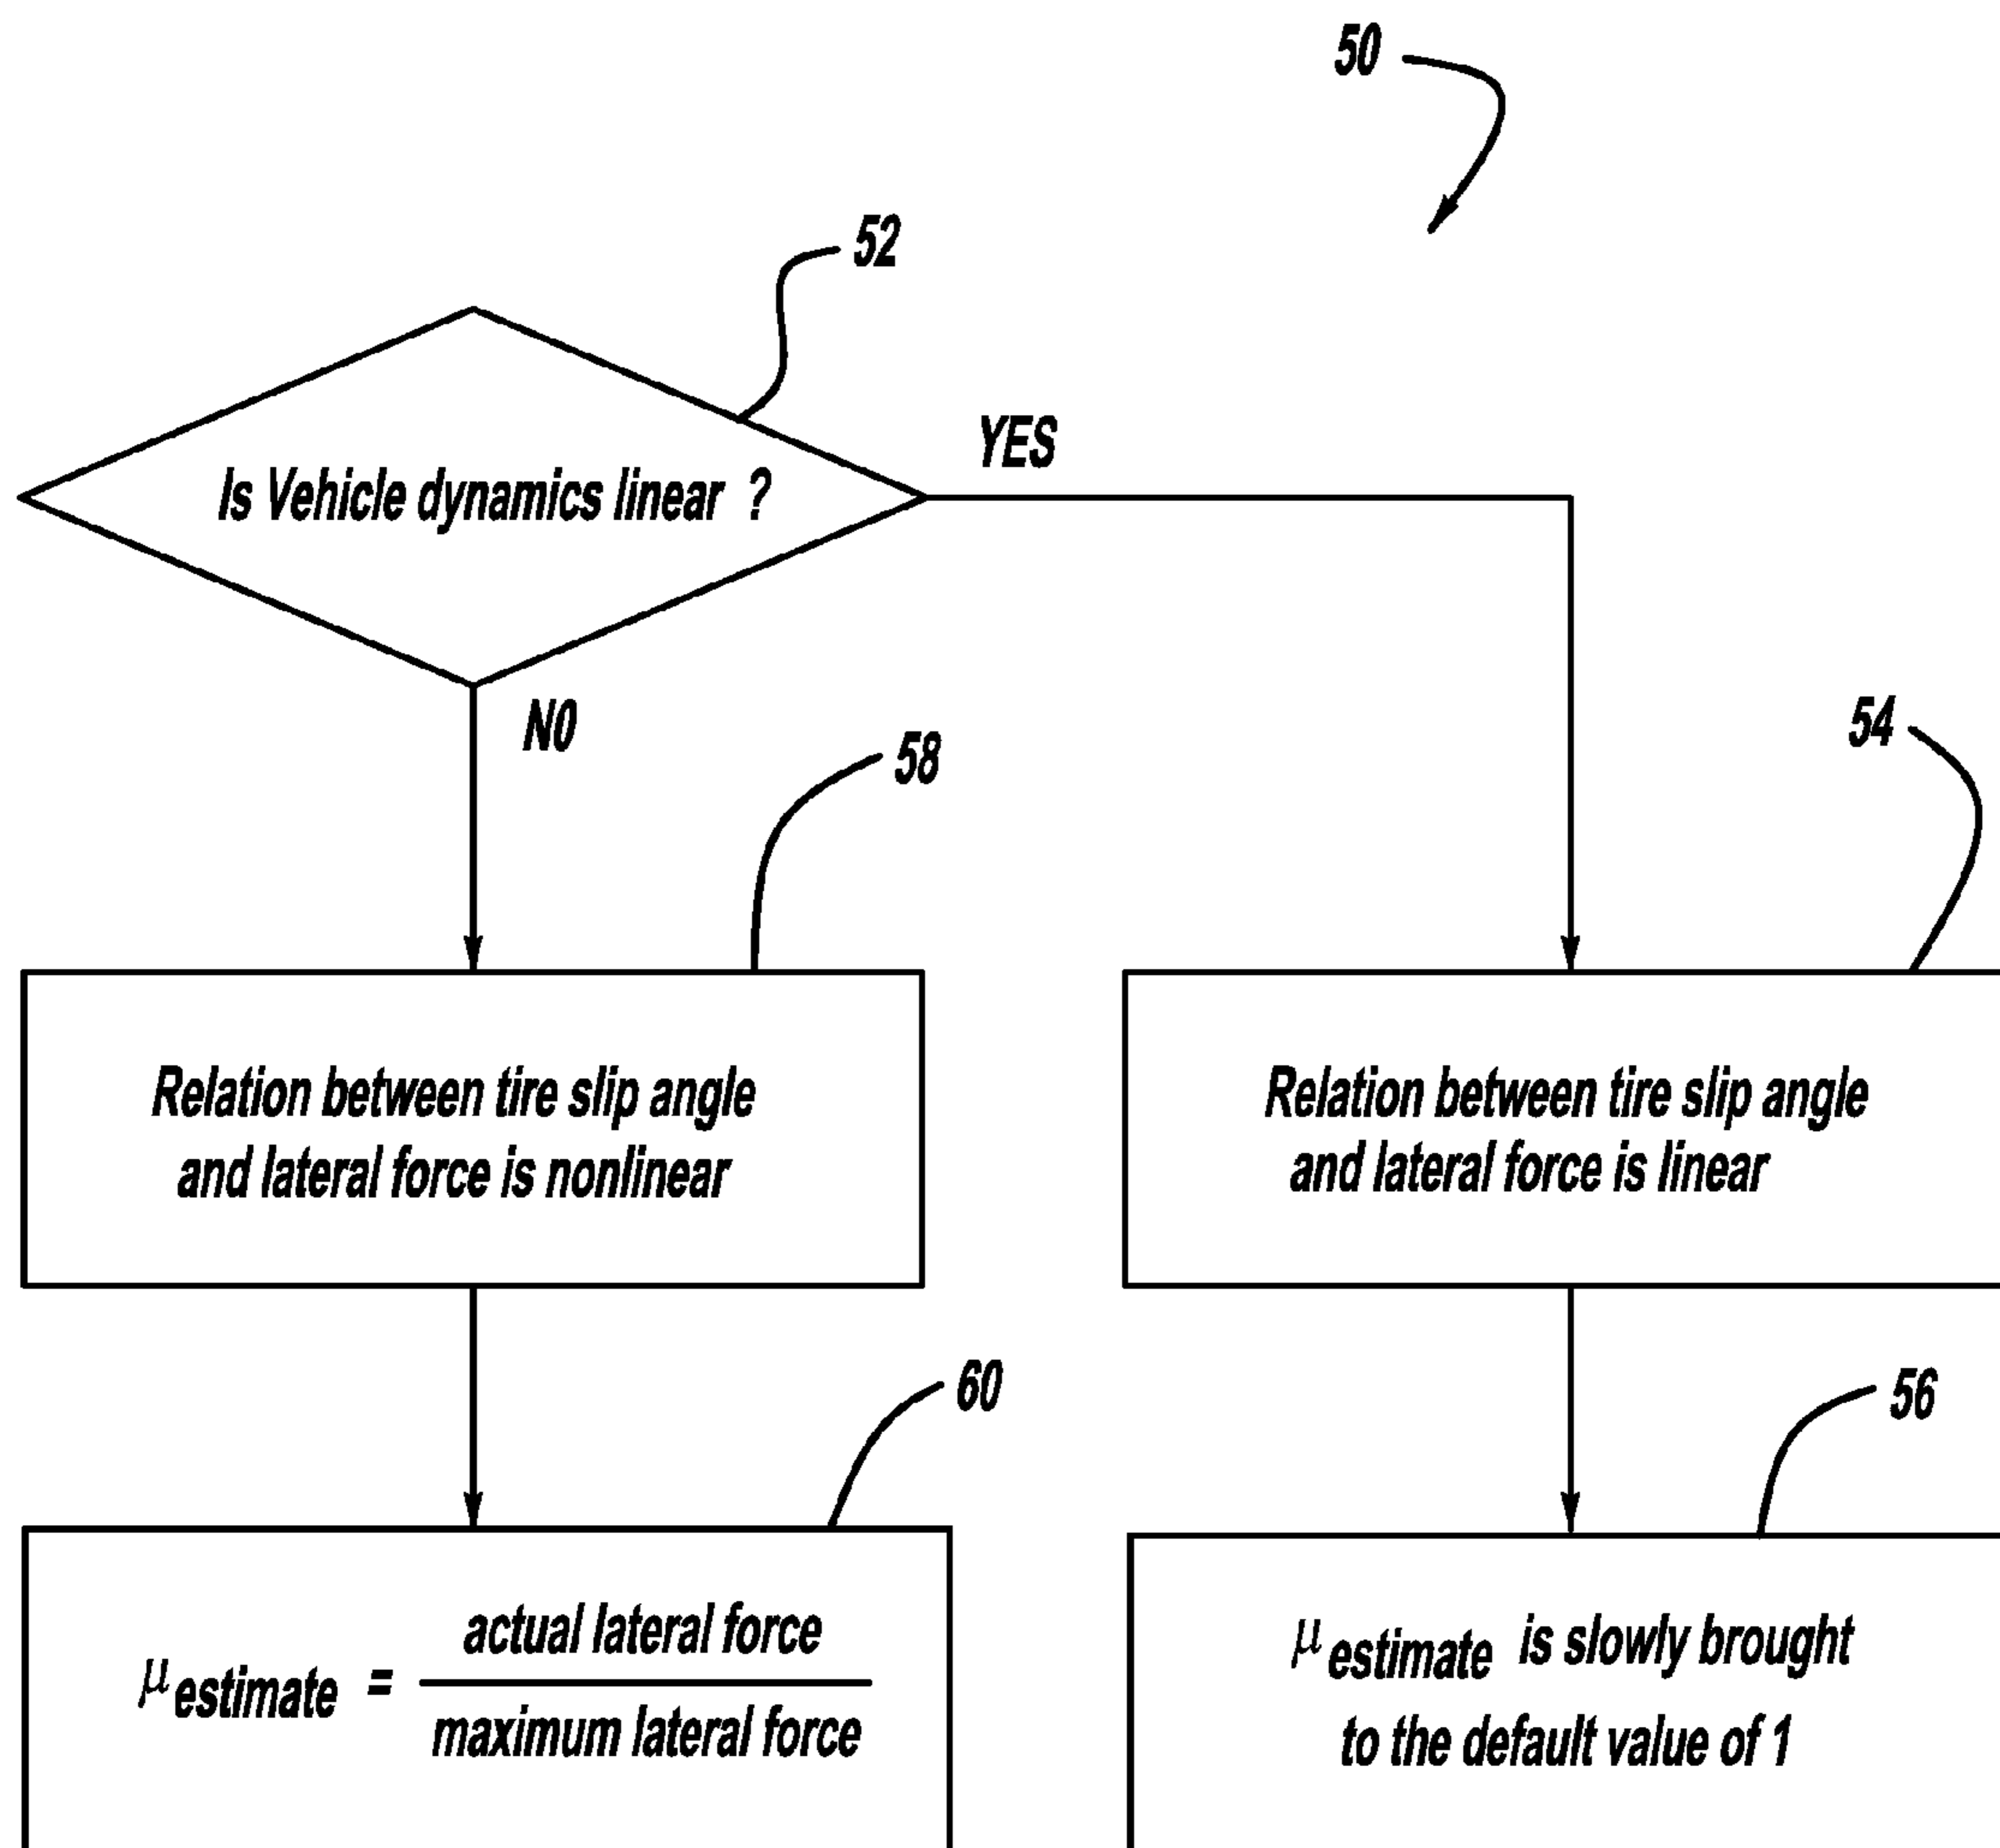 50
52
Is Vehicle dynamics linear ?
YES
NO
58
54
Relation between tire slip angle
and lateral force is nonlinear
Relation between tire slip angle
and lateral force is linear
60
56
μ estimate = actual lateral force
maximum lateral force
μ estimate is slowly brought
to the default value of 1